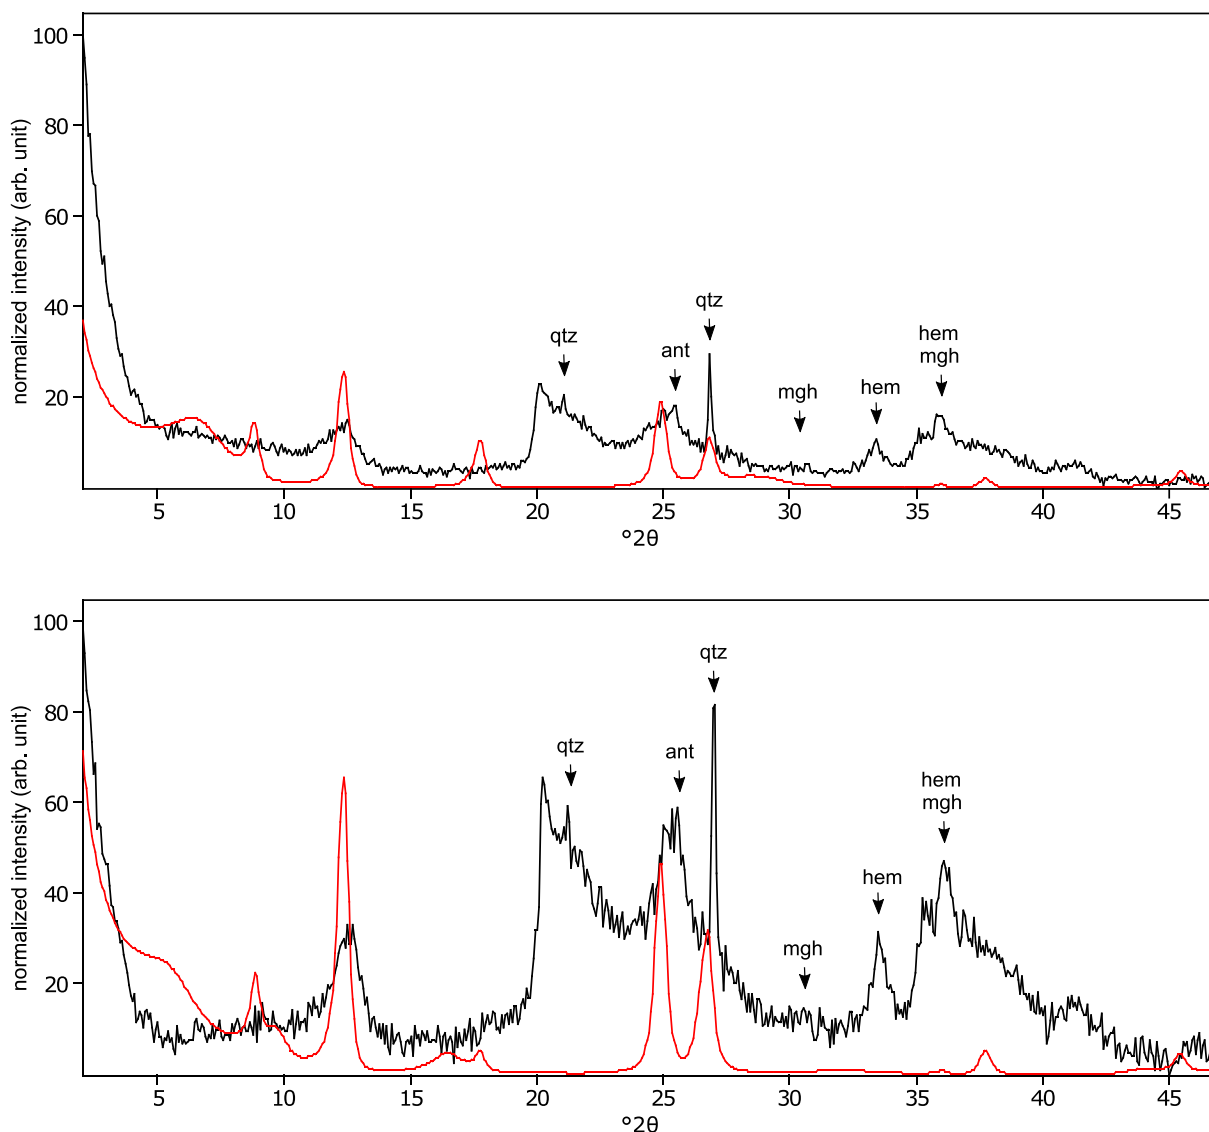 normalized intensity (arb. unit)
100
80
60
40
20
qtz
ant
qtz
mgh
hem
hem
mgh
5 10 15 20 25 30 35 40 45
°2θ
normalized intensity (arb. unit)
100
80
60
40
20
qtz
ant
qtz
mgh
hem
hem
mgh
5 10 15 20 25 30 35 40 45
°2θ